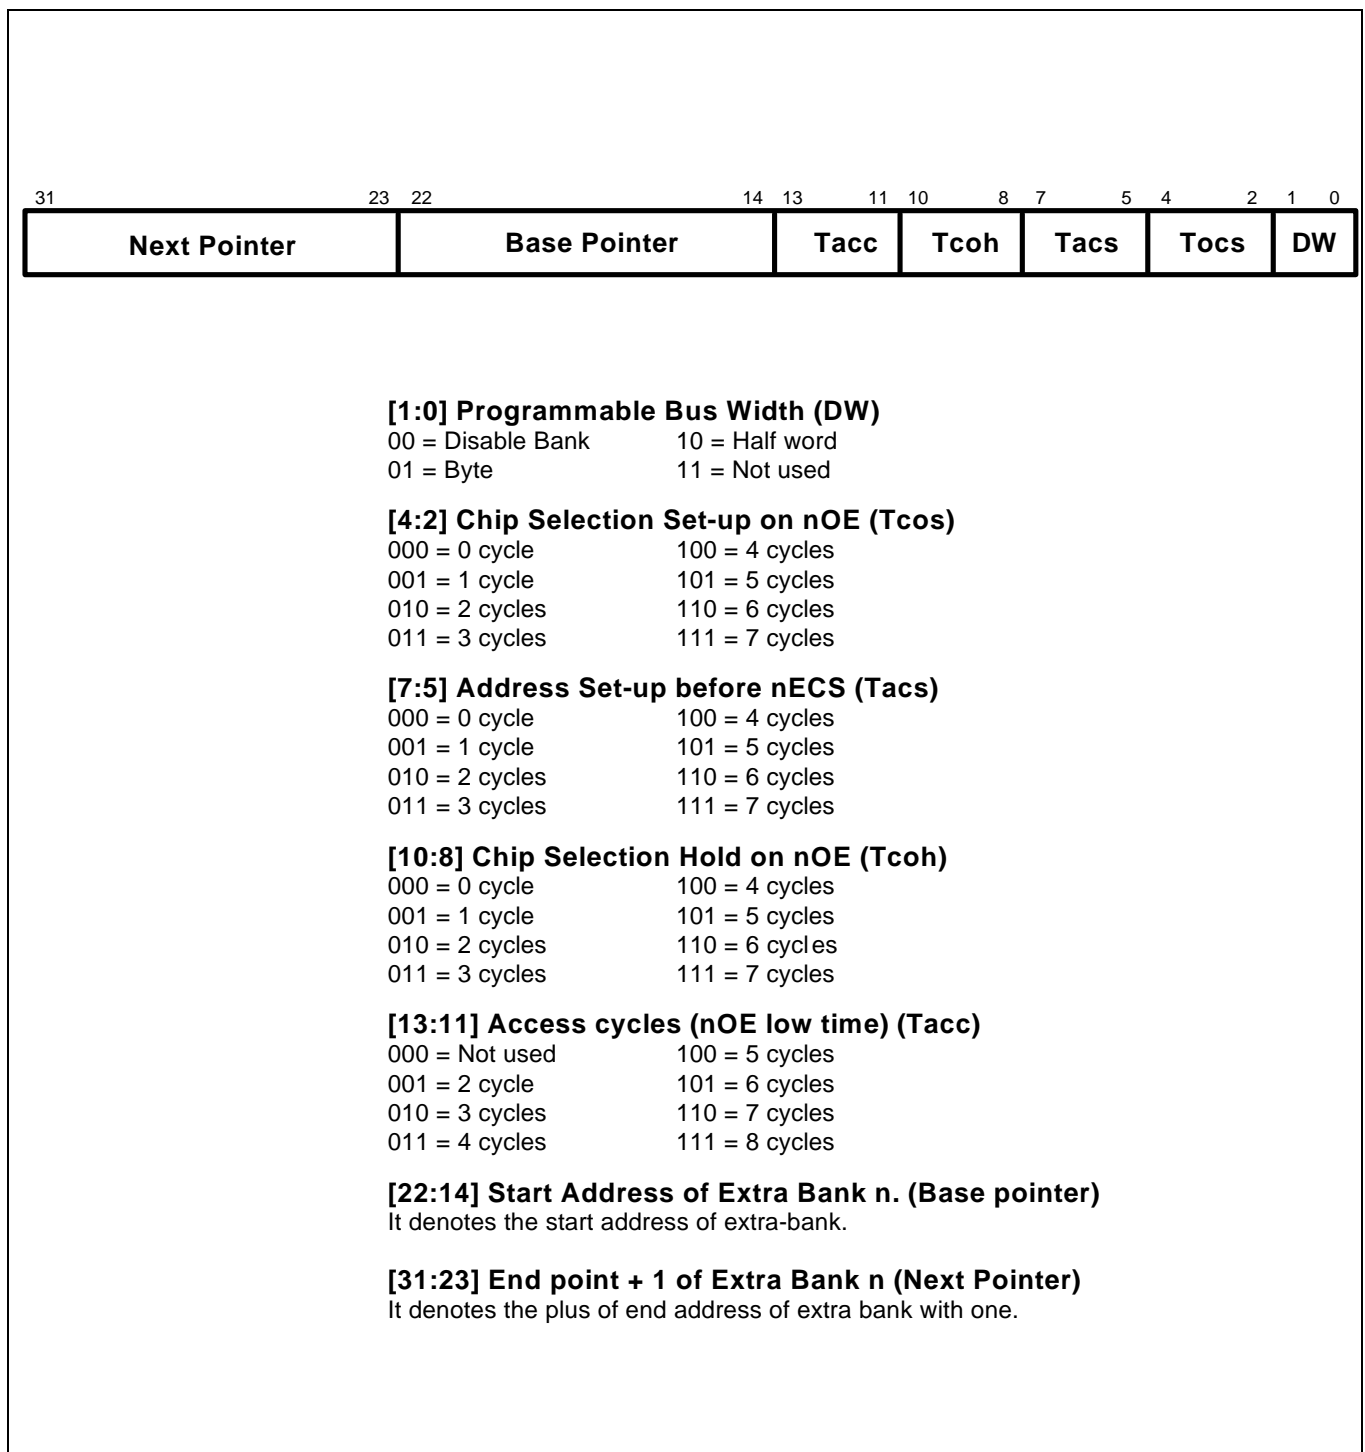 31 23 22 14 13 11 10 8 7 5 4 2 1 0
Next Pointer Base Pointer Tacc Tcoh Tacs Tocs DW
[1:0] Programmable Bus Width (DW)
00 = Disable Bank 10 = Half word
01 = Byte 11 = Not used
[4:2] Chip Selection Set-up on nOE (Tcos)
000 = 0 cycle 100 = 4 cycles
001 = 1 cycle 101 = 5 cycles
010 = 2 cycles 110 = 6 cycles
011 = 3 cycles 111 = 7 cycles
[7:5] Address Set-up before nECS (Tacs)
000 = 0 cycle 100 = 4 cycles
001 = 1 cycle 101 = 5 cycles
010 = 2 cycles 110 = 6 cycles
011 = 3 cycles 111 = 7 cycles
[10:8] Chip Selection Hold on nOE (Tcoh)
000 = 0 cycle 100 = 4 cycles
001 = 1 cycle 101 = 5 cycles
010 = 2 cycles 110 = 6 cycles
011 = 3 cycles 111 = 7 cycles
[13:11] Access cycles (nOE low time) (Tacc)
000 = Not used 100 = 5 cycles
001 = 2 cycle 101 = 6 cycles
010 = 3 cycles 110 = 7 cycles
011 = 4 cycles 111 = 8 cycles
[22:14] Start Address of Extra Bank n. (Base pointer)
It denotes the start address of extra-bank.
[31:23] End point + 1 of Extra Bank n (Next Pointer)
It denotes the plus of end address of extra bank with one.